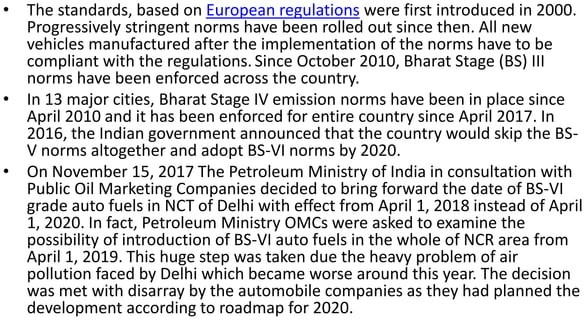 • The standards, based on European regulations were first introduced in 2000.
Progressively stringent norms have been rolled out since then. All new
vehicles manufactured after the implementation of the norms have to be
compliant with the regulations. Since October 2010, Bharat Stage (BS) III
norms have been enforced across the country.
• In 13 major cities, Bharat Stage IV emission norms have been in place since
April 2010 and it has been enforced for entire country since April 2017. In
2016, the Indian government announced that the country would skip the BS-
V norms altogether and adopt BS-VI norms by 2020.
• On November 15, 2017 The Petroleum Ministry of India in consultation with
Public Oil Marketing Companies decided to bring forward the date of BS-VI
grade auto fuels in NCT of Delhi with effect from April 1, 2018 instead of April
1, 2020. In fact, Petroleum Ministry OMCs were asked to examine the
possibility of introduction of BS-VI auto fuels in the whole of NCR area from
April 1, 2019. This huge step was taken due the heavy problem of air
pollution faced by Delhi which became worse around this year. The decision
was met with disarray by the automobile companies as they had planned the
development according to roadmap for 2020.